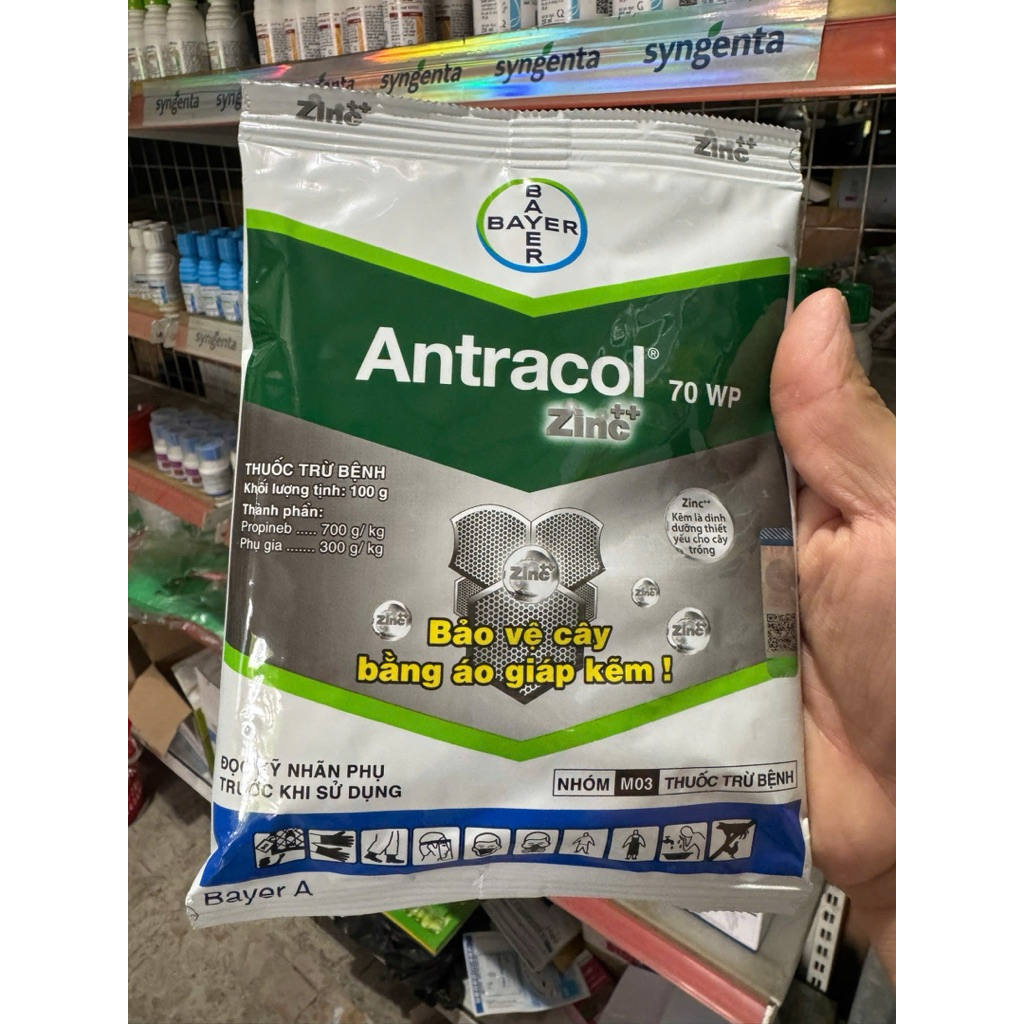 syngenta
syngenta
syngenta
syngenta
Zinc++
Zinc++
BAYER
BAYER
Antracol® 70 WP
Zinc++
THUỐC TRỪ BỆNH
Khối lượng tịnh: 100 g
Thành phần:
Propineb ..... 700 g/ kg
Phụ gia ....... 300 g/ kg
Zinc++
Kẽm là dinh
dưỡng thiết
yếu cho cây
trồng
Zinc++
Zinc++
Zinc++
Zinc++
Bảo vệ cây
bằng áo giáp kẽm !
ĐỌC KỸ NHÃN PHỤ
TRƯỚC KHI SỬ DỤNG
NHÓM M03 THUỐC TRỪ BỆNH
Bayer A
syngenta